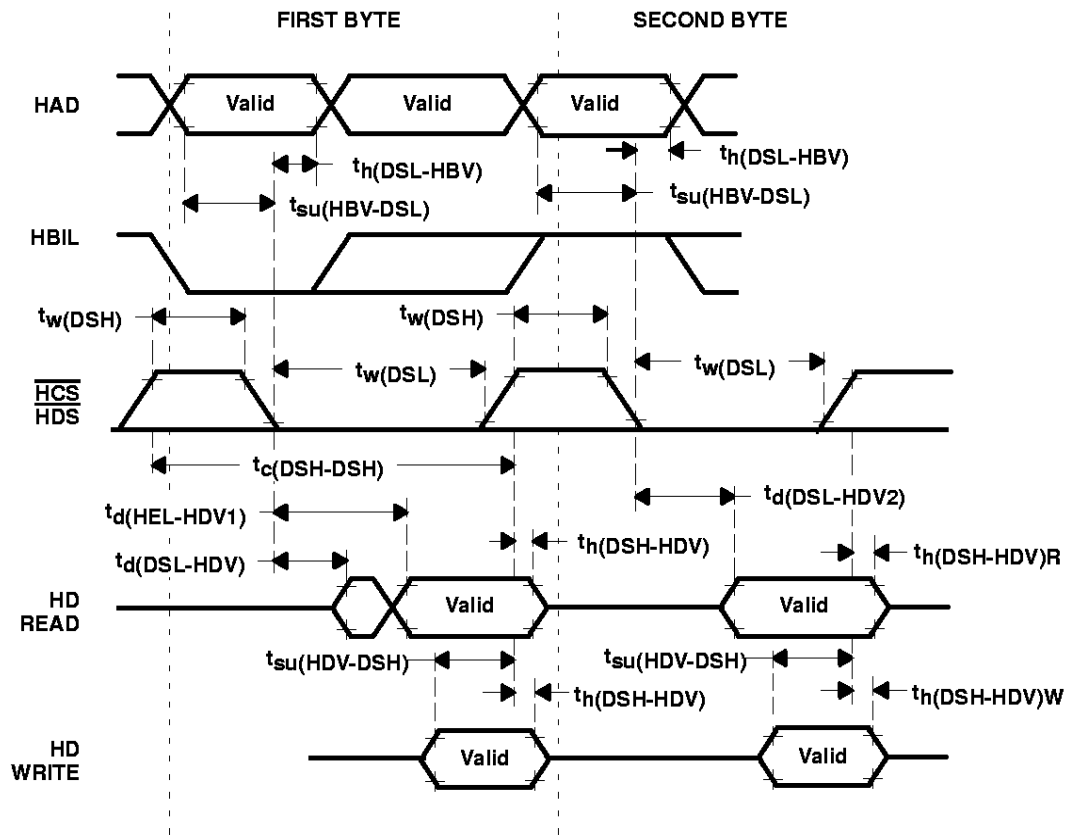 FIRST BYTE
SECOND BYTE
HAD
Valid
Valid
Valid
th(DSL-HBV)
th(DSL-HBV)
tsu(HBV-DSL)
tsu(HBV-DSL)
HBIL
tw(DSH)
tw(DSH)
tw(DSL)
tw(DSL)
HCS
HDS
tc(DSH-DSH)
td(DSL-HDV2)
td(HEL-HDV1)
th(DSH-HDV)
th(DSH-HDV)R
td(DSL-HDV)
HD
READ
Valid
Valid
tsu(HDV-DSH)
tsu(HDV-DSH)
th(DSH-HDV)
th(DSH-HDV)W
HD
WRITE
Valid
Valid